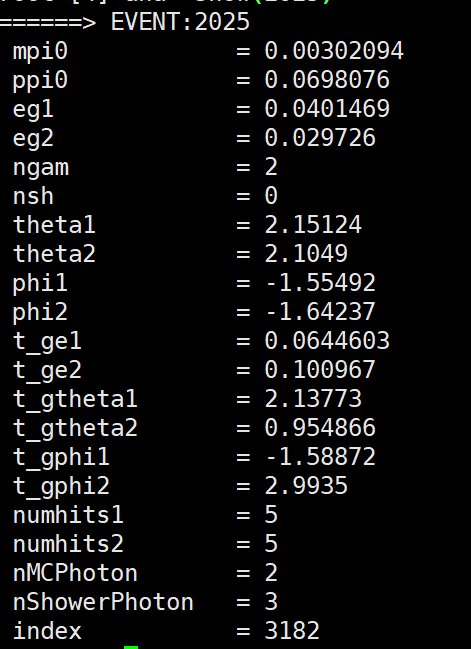 ======> EVENT:2025
mpi0 = 0.00302094
ppi0 = 0.0698076
eg1 = 0.0401469
eg2 = 0.029726
ngam = 2
nsh = 0
theta1 = 2.15124
theta2 = 2.1049
phi1 = -1.55492
phi2 = -1.64237
t_ge1 = 0.0644603
t_ge2 = 0.100967
t_gtheta1 = 2.13773
t_gtheta2 = 0.954866
t_gphi1 = -1.58872
t_gphi2 = 2.9935
numhits1 = 5
numhits2 = 5
nMCPhoton = 2
nShowerPhoton = 3
index = 3182